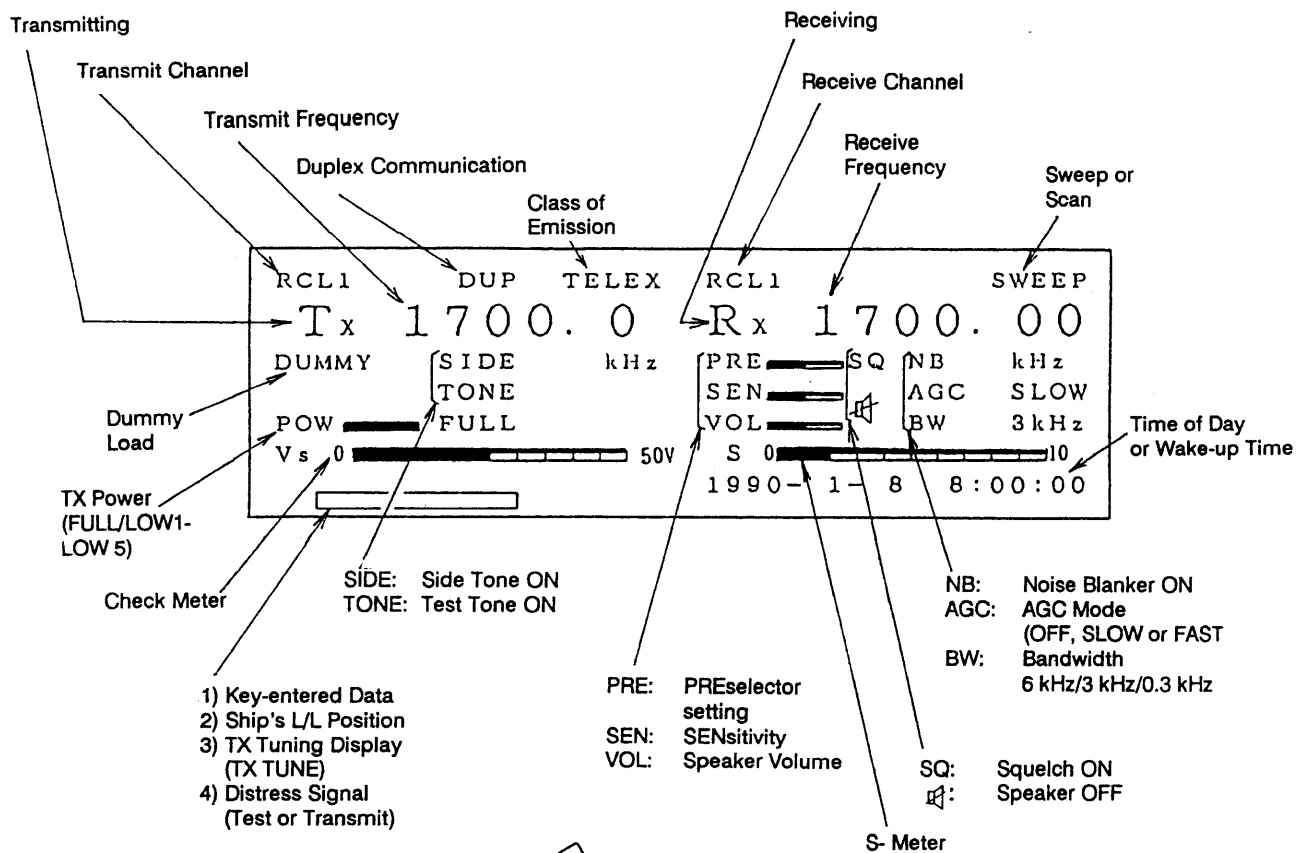 Transmitting
Receiving
Transmit Channel
Receive Channel
Transmit Frequency
Receive
Frequency
Duplex Communication
Class of
Emission
Sweep or
Scan
RCL1 DUP TELEX RCL1 SWEEP
Tx 1700. 0 Rx 1700. 00
DUMMY SIDE kHz PRE SQ NB kHz
TONE SEN AGC SLOW
POW FULL VOL BW 3kHz
Vs 0 50V S 0 10
1990- 1- 8 8:00:00
Dummy
Load
Time of Day
or Wake-up Time
TX Power
(FULL/LOW1-
LOW 5)
Check Meter
SIDE: Side Tone ON
TONE: Test Tone ON
NB: Noise Blanker ON
AGC: AGC Mode
(OFF, SLOW or FAST
BW: Bandwidth
6 kHz/3 kHz/0.3 kHz
1) Key-entered Data
2) Ship's L/L Position
3) TX Tuning Display
(TX TUNE)
4) Distress Signal
(Test or Transmit)
PRE: PREselector
setting
SEN: SENsitivity
VOL: Speaker Volume
SQ: Squelch ON
: Speaker OFF
S- Meter